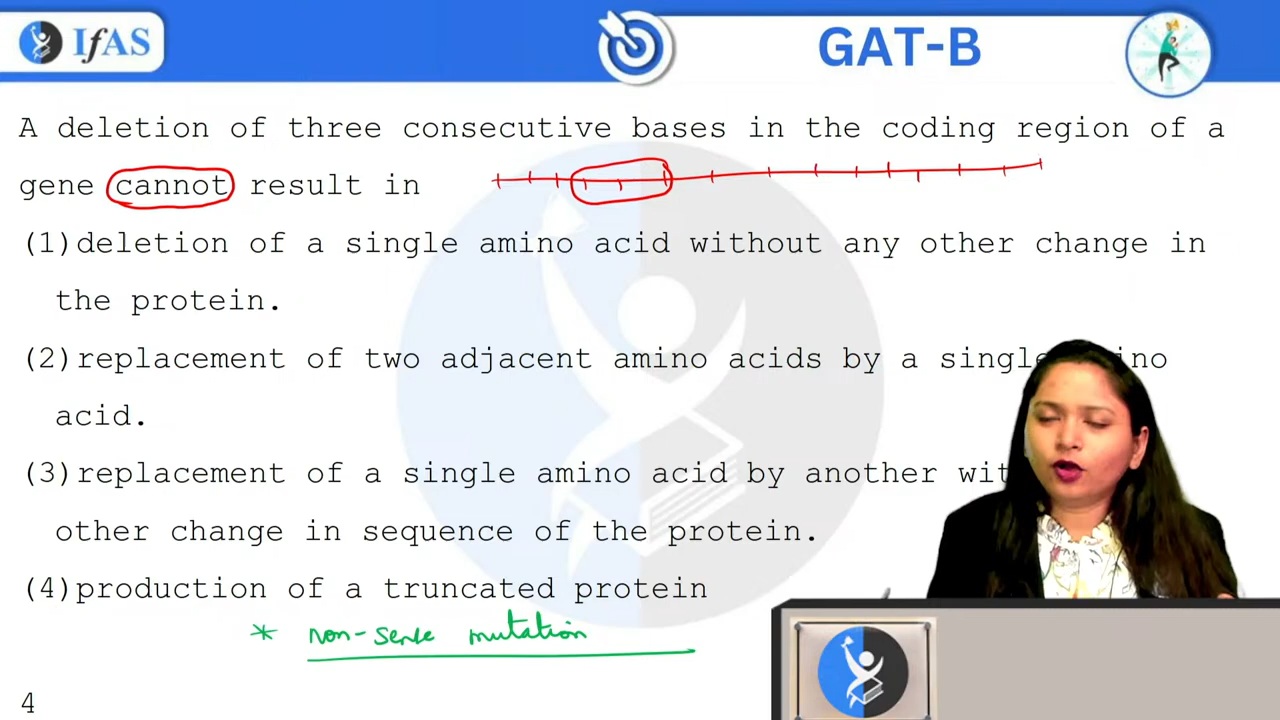 IfAS
GAT-B
A deletion of three consecutive bases in the coding region of a
gene cannot result in
(1)deletion of a single amino acid without any other change in
the protein.
(2)replacement of two adjacent amino acids by a single
acid.
(3)replacement of a single amino acid by another
other change in sequence of the protein.
(4)production of a truncated protein
* non-sense mutation
4